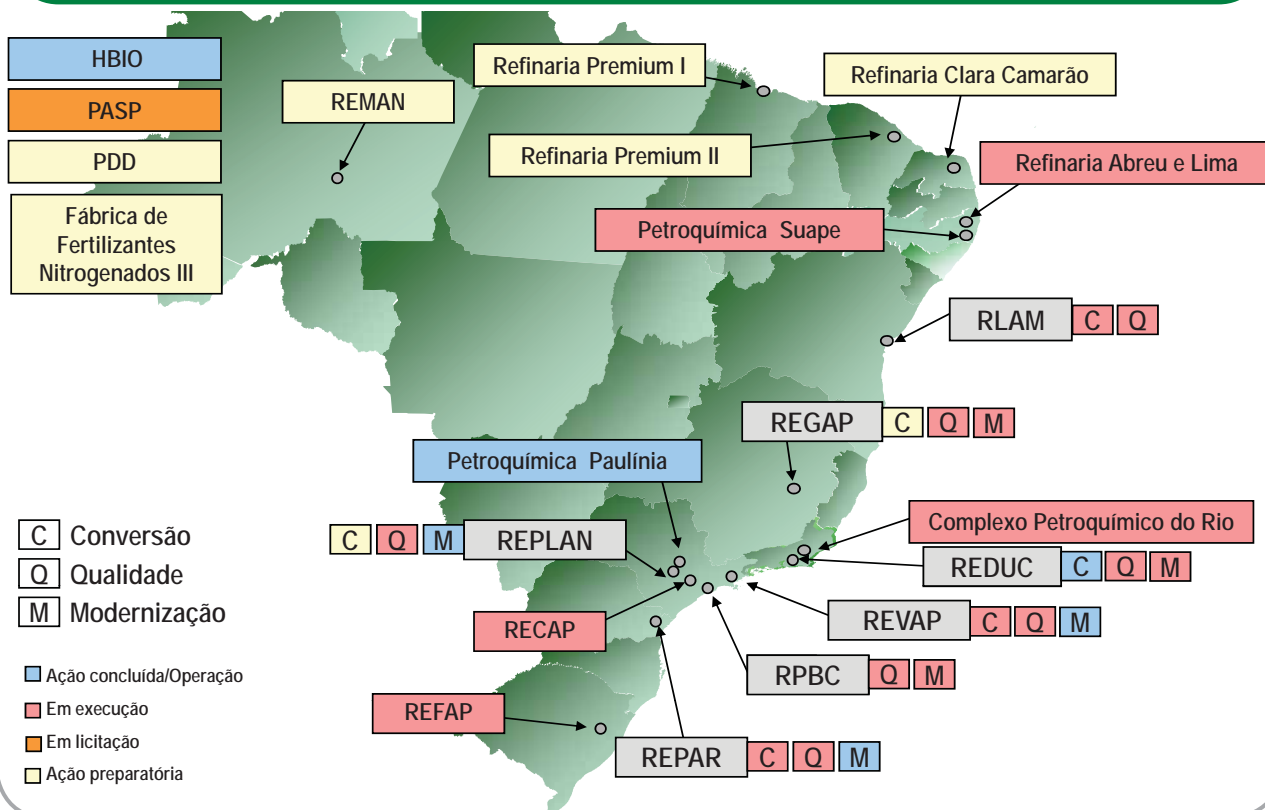 HBIO
PASP
PDD
Fábrica de
Fertilizantes
Nitrogenados III
REMAN
Refinaria Premium I
Refinaria Clara Camarão
Refinaria Premium II
Refinaria Abreu e Lima
Petroquímica Suape
RLAM C Q
REGAP C Q M
Petroquímica Paulínia
C Q M REPLAN
Complexo Petroquímico do Rio
REDUC C Q M
REVAP C Q M
RECAP
RPBC Q M
REFAP
REPAR C Q M
C Conversão
Q Qualidade
M Modernização
Ação concluída/Operação
Em execução
Em licitação
Ação preparatória